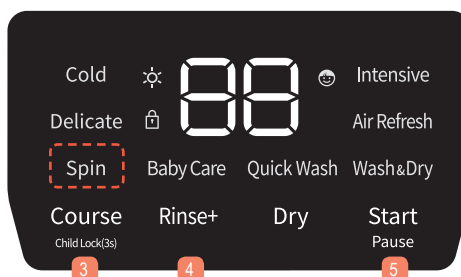 Cold 88 Intensive
Delicate Air Refresh
Spin Baby Care Quick Wash Wash&Dry
Course Rinse+ Dry Start
Child Lock(3s) Pause
3 4 5